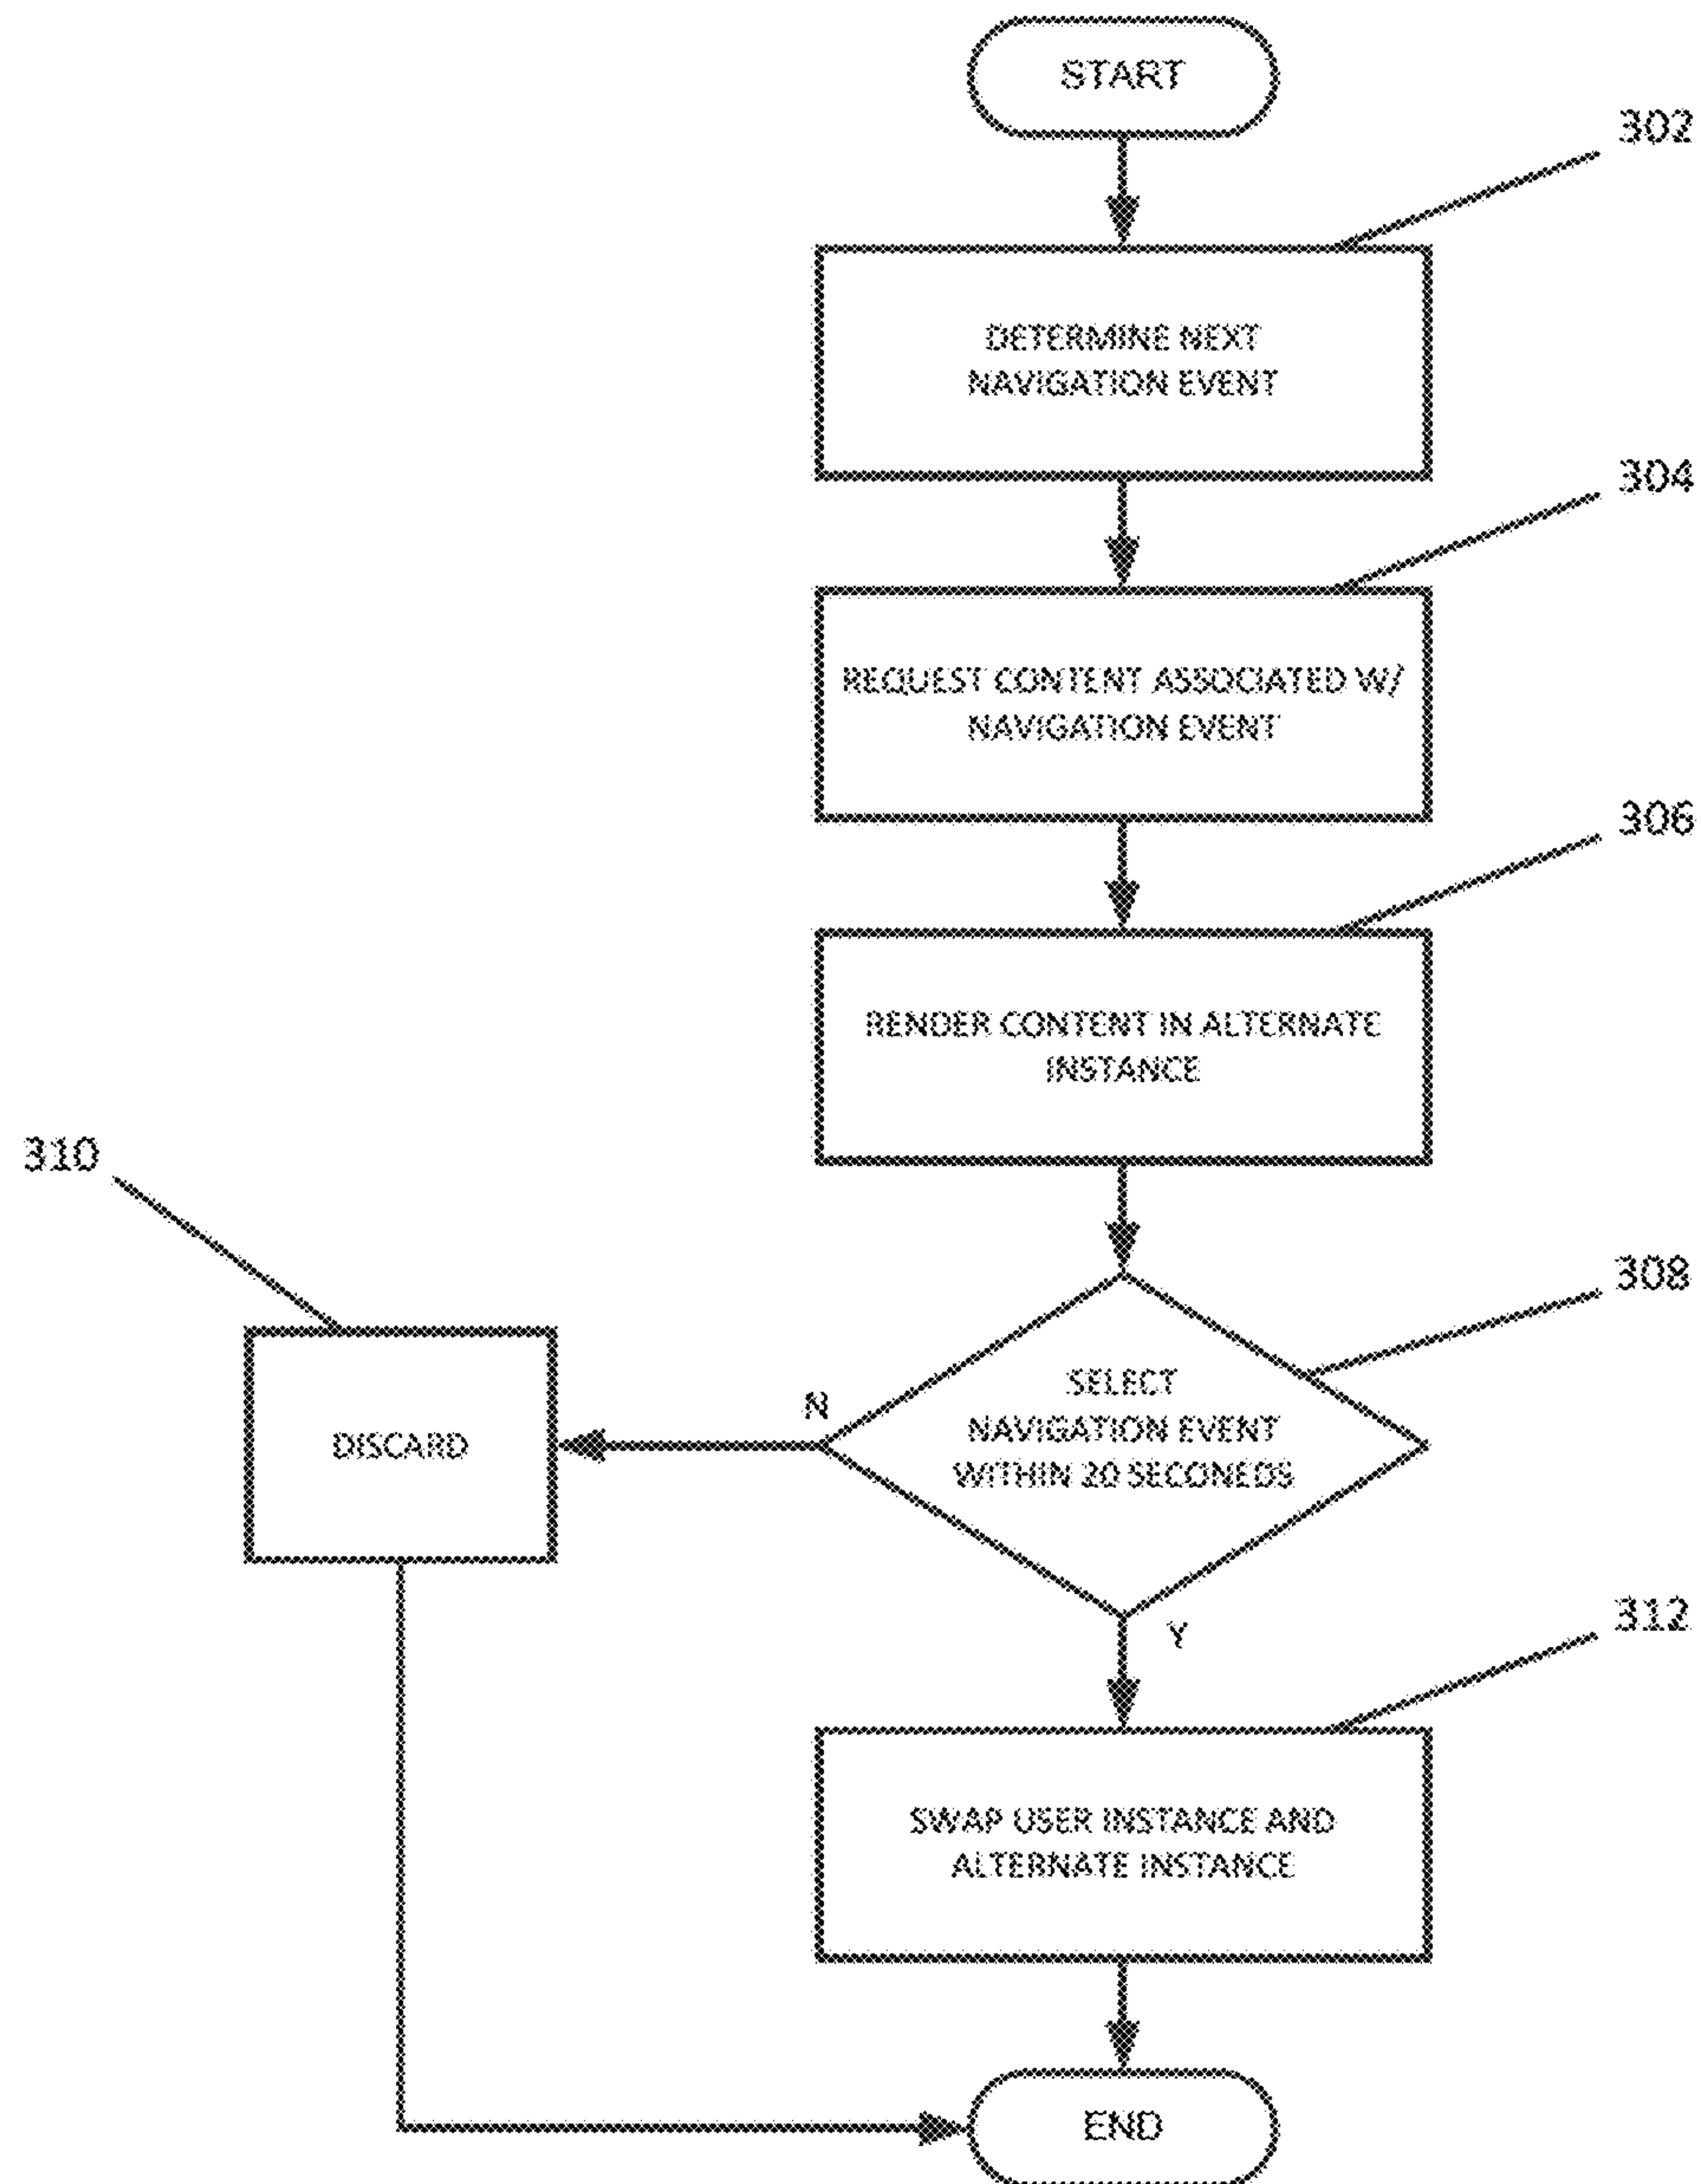 START
302
DETERMINE NEXT
NAVIGATION EVENT
304
REQUEST CONTENT ASSOCIATED W/
NAVIGATION EVENT
306
RENDER CONTENT IN ALTERNATE
INSTANCE
310
308
SELECT
NAVIGATION EVENT
WITHIN 20 SECONEDS
N
DISCARD
Y
312
SWAP USER INSTANCE AND
ALTERNATE INSTANCE
END